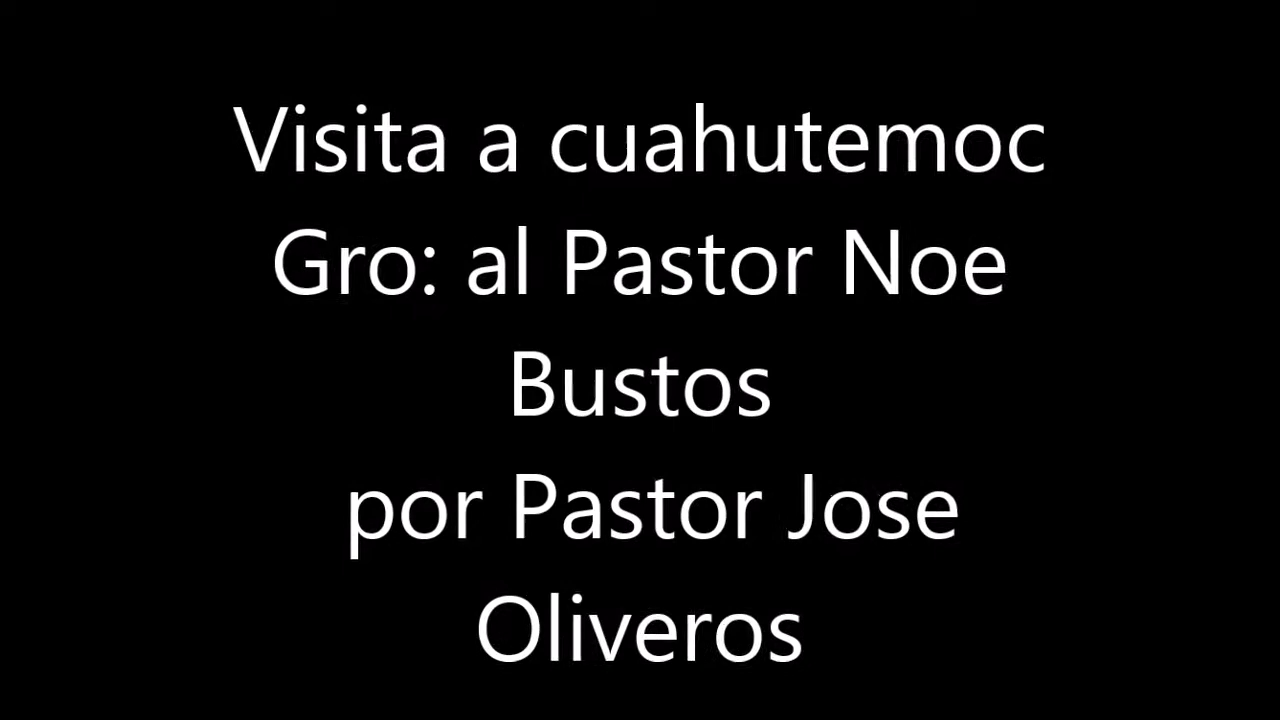 Visita a cuahutemoc
Gro: al Pastor Noe
Bustos
por Pastor Jose
Oliveros